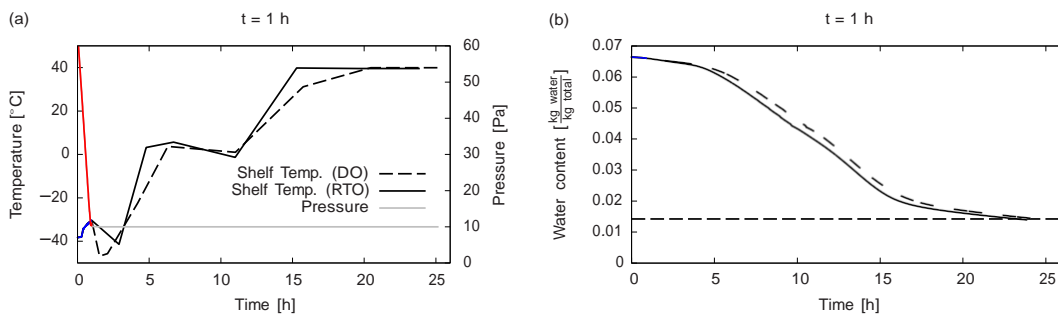 (a)
t = 1 h
Temperature [°C]
40
20
0
−20
−40
60
50
40
30
20
10
0
Pressure [Pa]
Shelf Temp. (DO)
Shelf Temp. (RTO)
Pressure
0 5 10 15 20 25
Time [h]
(b)
t = 1 h
Water content [kg water / kg total]
0.07
0.06
0.05
0.04
0.03
0.02
0.01
0
0 5 10 15 20 25
Time [h]